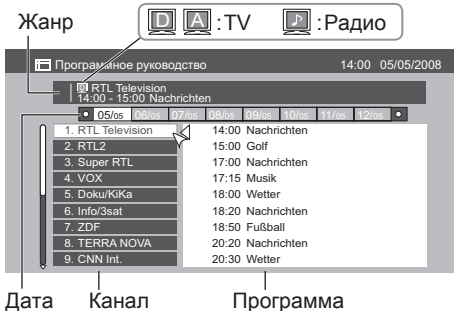 Жанр
D A :TV ♪ :Радио
Программное руководство 14:00 05/05/2008
D RTL Television
14:00 - 15:00 Nachrichten
05/05 06/05 07/05 08/05 09/05 10/05 11/05 12/05
1. RTL Television 14:00 Nachrichten
2. RTL2 15:00 Golf
3. Super RTL 17:00 Nachrichten
4. VOX 17:15 Musik
5. Doku/KiKa 18:00 Wetter
6. Info/3sat 18:20 Nachrichten
7. ZDF 18:50 Fußball
8. TERRA NOVA 20:20 Nachrichten
9. CNN Int. 20:30 Wetter
Дата Канал Программа